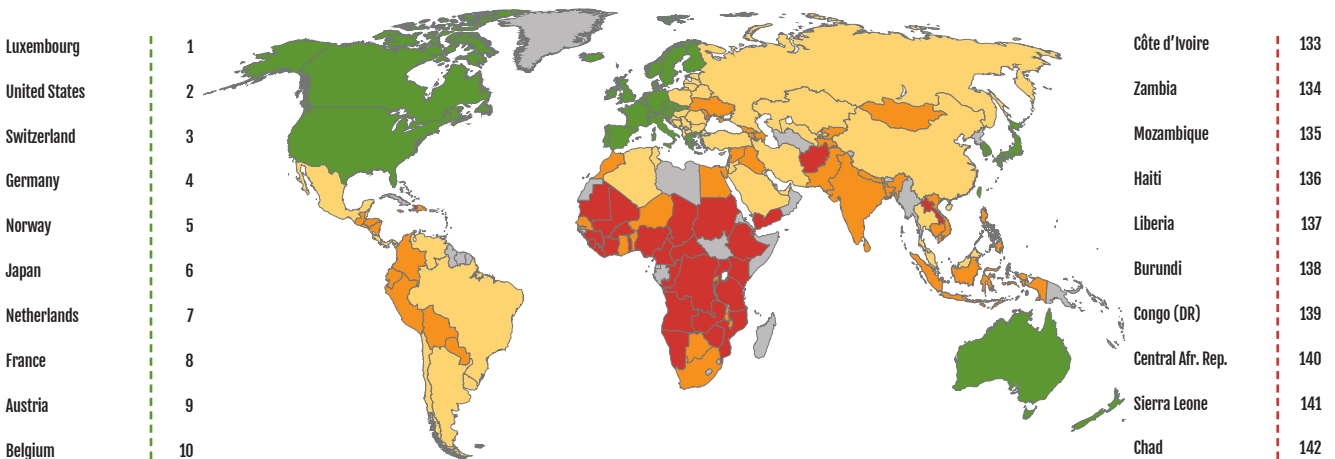 Luxembourg 1
United States 2
Switzerland 3
Germany 4
Norway 5
Japan 6
Netherlands 7
France 8
Austria 9
Belgium 10
Côte d’Ivoire 133
Zambia 134
Mozambique 135
Haiti 136
Liberia 137
Burundi 138
Congo (DR) 139
Central Afr. Rep. 140
Sierra Leone 141
Chad 142